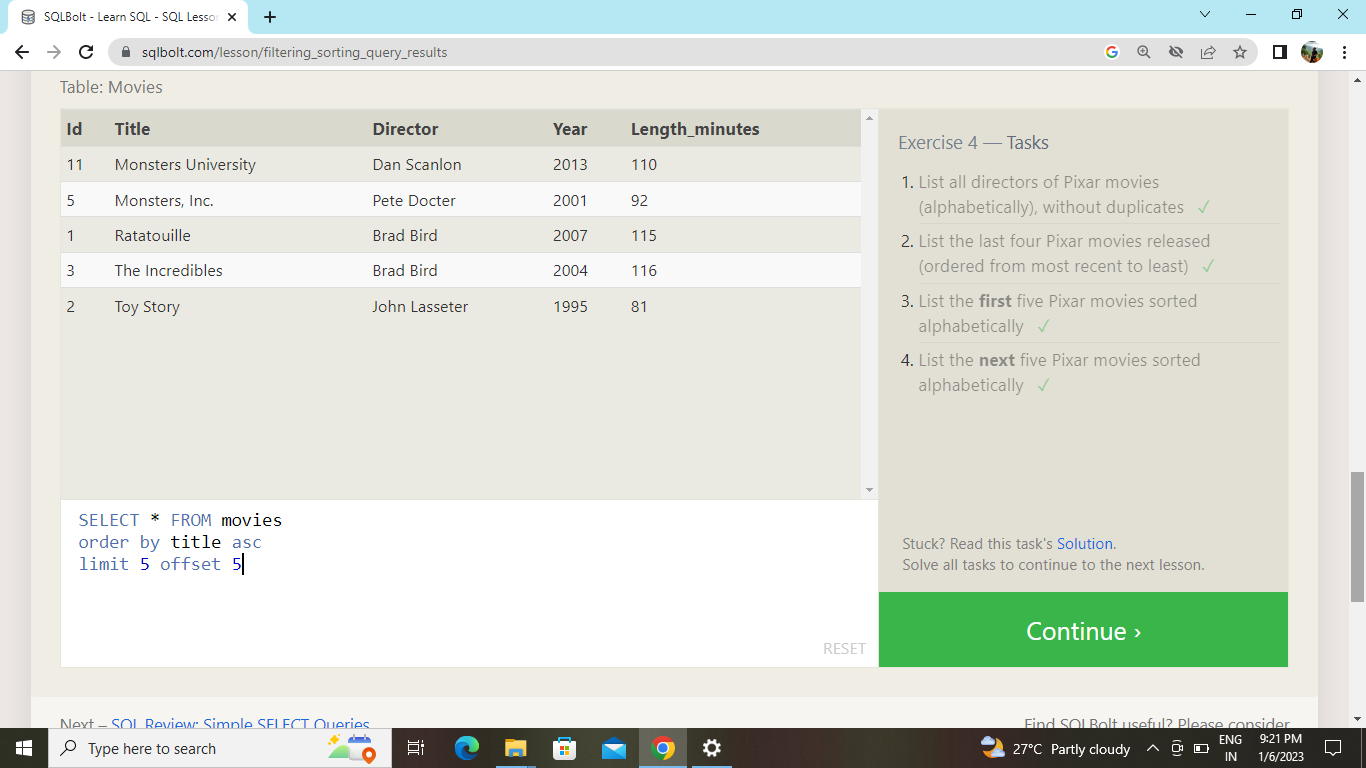 SQLBolt - Learn SQL - SQL Lesson
sqlbolt.com/lesson/filtering_sorting_query_results
Table: Movies
Id Title Director Year Length_minutes
11 Monsters University Dan Scanlon 2013 110
5 Monsters, Inc. Pete Docter 2001 92
1 Ratatouille Brad Bird 2007 115
3 The Incredibles Brad Bird 2004 116
2 Toy Story John Lasseter 1995 81
SELECT * FROM movies
order by title asc
limit 5 offset 5
RESET
Exercise 4 — Tasks
1. List all directors of Pixar movies
(alphabetically), without duplicates ✓
2. List the last four Pixar movies released
(ordered from most recent to least) ✓
3. List the first five Pixar movies sorted
alphabetically ✓
4. List the next five Pixar movies sorted
alphabetically ✓
Stuck? Read this task's Solution.
Solve all tasks to continue to the next lesson.
Continue ›
Next – SQL Review: Simple SELECT Queries
Find SQLBolt useful? Please consider
Type here to search
27°C Partly cloudy
ENG
IN
9:21 PM
1/6/2023